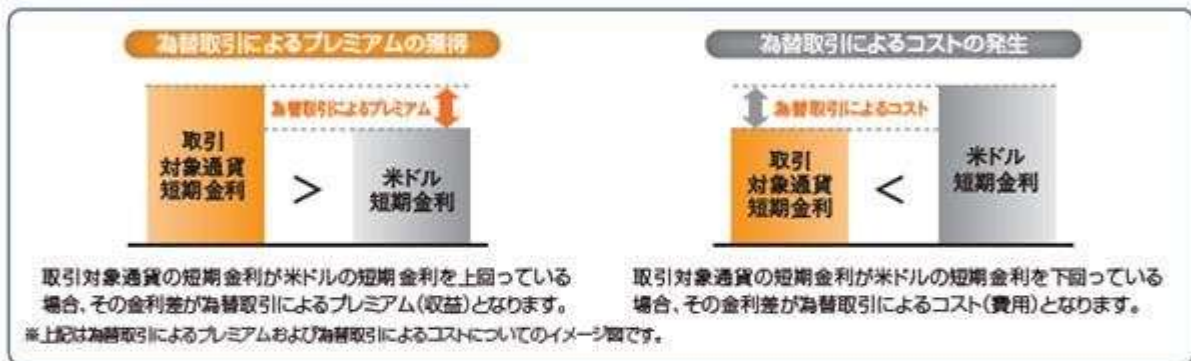 為替取引によるプレミアムの獲得
為替取引によるプレミアム
取引
対象通貨
短期金利
>
米ドル
短期金利
取引対象通貨の短期金利が米ドルの短期金利を上回っている
場合、その金利差が為替取引によるプレミアム(収益)となります。
為替取引によるコストの発生
為替取引によるコスト
取引
対象通貨
短期金利
<
米ドル
短期金利
取引対象通貨の短期金利が米ドルの短期金利を下回っている
場合、その金利差が為替取引によるコスト(費用)となります。
※上記は為替取引によるプレミアムおよび為替取引によるコストについてのイメージ図です。